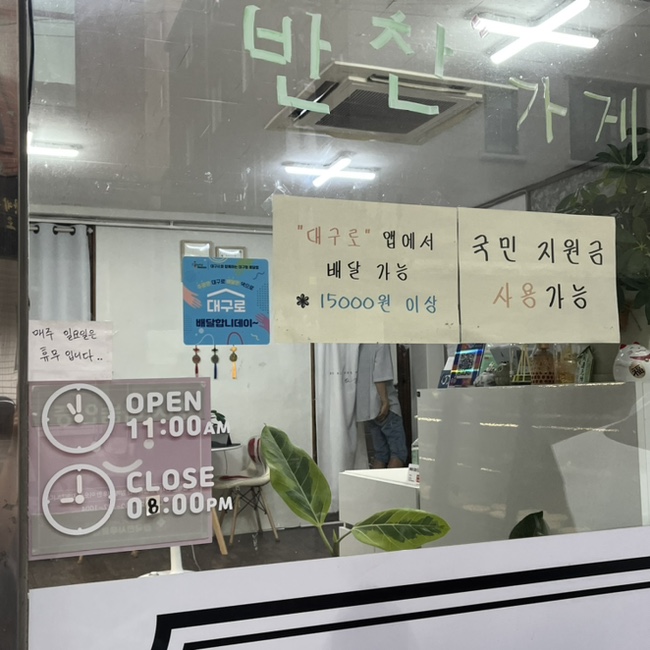 반찬가게
"대구로" 앱에서
배달 가능
✽ 15000원 이상
국민 지원금
사용가능
대구로
배달합니데이~
매주 일요일은
휴무 입니다..
OPEN
11:00AM
CLOSE
08:00PM